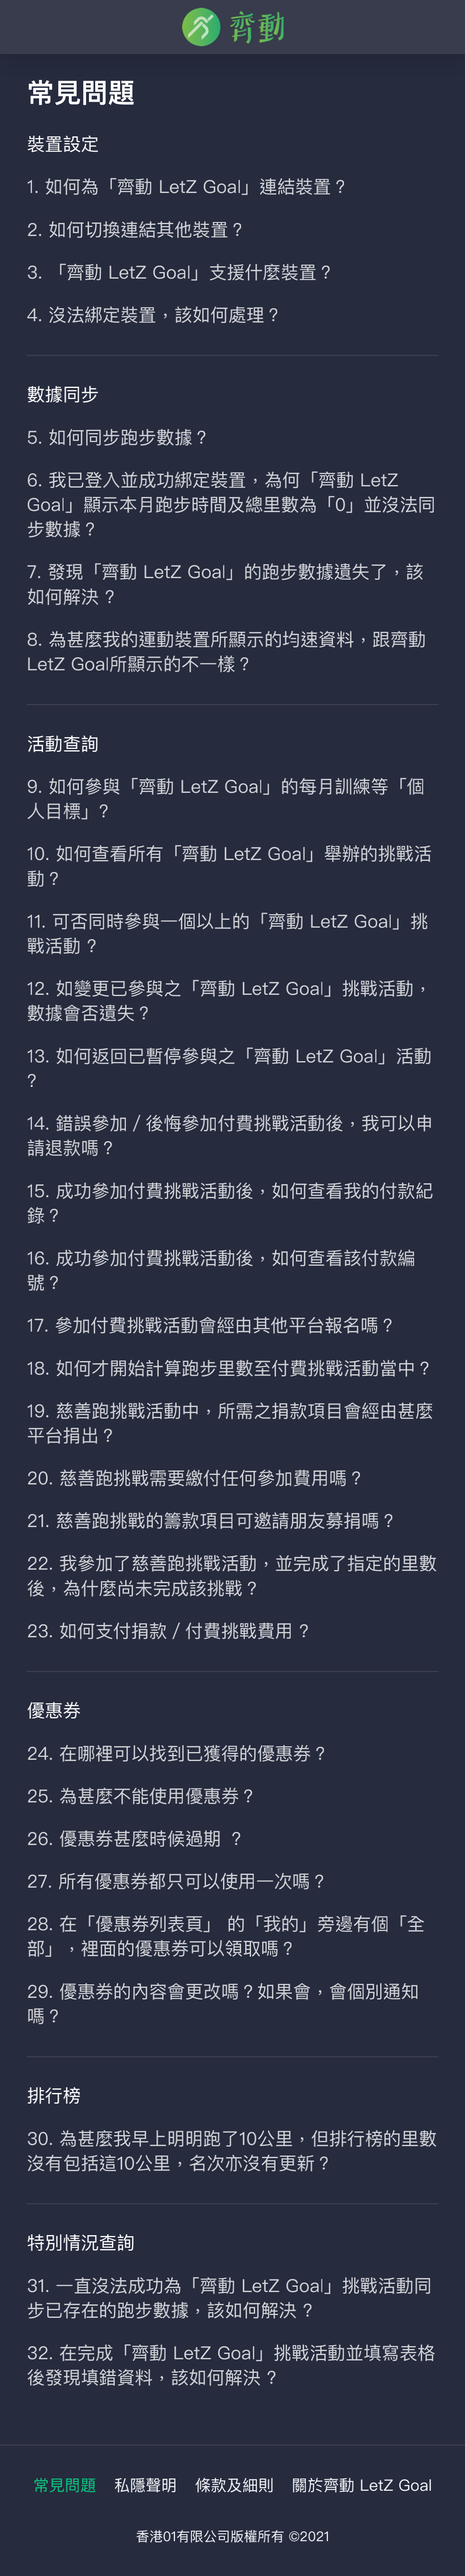 齊動
常見問題
裝置設定
1. 如何為「齊動 LetZ Goal」連結裝置？
2. 如何切換連結其他裝置？
3. 「齊動 LetZ Goal」支援什麼裝置？
4. 沒法綁定裝置，該如何處理？
數據同步
5. 如何同步跑步數據？
6. 我已登入並成功綁定裝置，為何「齊動 LetZ
Goal」顯示本月跑步時間及總里數為「0」並沒法同
步數據？
7. 發現「齊動 LetZ Goal」的跑步數據遺失了，該
如何解決 ?
8. 為甚麼我的運動裝置所顯示的均速資料，跟齊動
LetZ Goal所顯示的不一樣？
活動查詢
9. 如何參與「齊動 LetZ Goal」的每月訓練等「個
人目標」?
10. 如何查看所有「齊動 LetZ Goal」舉辦的挑戰活
動？
11. 可否同時參與一個以上的「齊動 LetZ Goal」挑
戰活動 ?
12. 如變更已參與之「齊動 LetZ Goal」挑戰活動，
數據會否遺失？
13. 如何返回已暫停參與之「齊動 LetZ Goal」活動
?
14. 錯誤參加 / 後悔參加付費挑戰活動後，我可以申
請退款嗎？
15. 成功參加付費挑戰活動後，如何查看我的付款紀
錄？
16. 成功參加付費挑戰活動後，如何查看該付款編
號？
17. 參加付費挑戰活動會經由其他平台報名嗎？
18. 如何才開始計算跑步里數至付費挑戰活動當中？
19. 慈善跑挑戰活動中，所需之捐款項目會經由甚麼
平台捐出？
20. 慈善跑挑戰需要繳付任何參加費用嗎？
21. 慈善跑挑戰的籌款項目可邀請朋友募捐嗎？
22. 我參加了慈善跑挑戰活動，並完成了指定的里數
後，為什麼尚未完成該挑戰？
23. 如何支付捐款 / 付費挑戰費用 ?
優惠券
24. 在哪裡可以找到已獲得的優惠券？
25. 為甚麼不能使用優惠券？
26. 優惠券甚麼時候過期 ？
27. 所有優惠券都只可以使用一次嗎？
28. 在「優惠券列表頁」 的「我的」旁邊有個「全
部」，裡面的優惠券可以領取嗎？
29. 優惠券的內容會更改嗎？如果會，會個別通知
嗎？
排行榜
30. 為甚麼我早上明明跑了10公里，但排行榜的里數
沒有包括這10公里，名次亦沒有更新？
特別情況查詢
31. 一直沒法成功為「齊動 LetZ Goal」挑戰活動同
步已存在的跑步數據，該如何解決 ?
32. 在完成「齊動 LetZ Goal」挑戰活動並填寫表格
後發現填錯資料，該如何解決 ?
常見問題 私隱聲明 條款及細則 關於齊動 LetZ Goal
香港01有限公司版權所有 ©2021